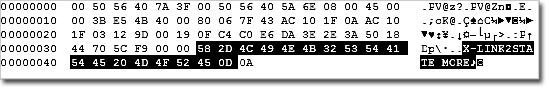 00000000 00 50 56 40 7A 3F 00 50 56 40 5A 6E 08 00 45 00 .PV@z?.PV@Zn◘.E.
00000010 00 3B E5 4B 40 00 80 06 7F 43 AC 10 1F 0A AC 10
00000020 1F 03 12 9D 00 19 0F C4 C0 E6 DA 3E 2E 3A 50 18
00000030 44 70 5C F9 00 00 58 2D 4C 49 4E 4B 32 53 54 41 Dp\·..X-LINK2STA
00000040 54 45 20 4D 4F 52 45 0D 0A TE MCRE♪◙